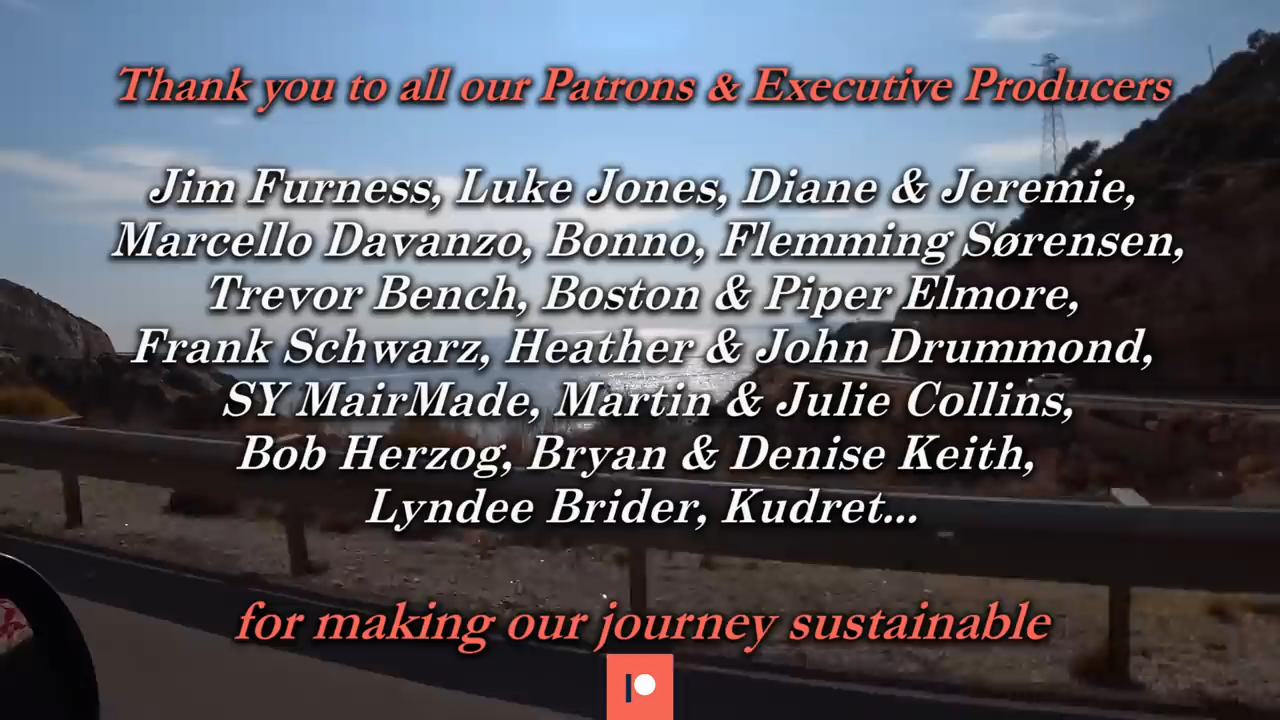 Thank you to all our Patrons & Executive Producers
Jim Furness, Luke Jones, Diane & Jeremie,
Marcello Davanzo, Bonno, Flemming Sørensen,
Trevor Bench, Boston & Piper Elmore,
Frank Schwarz, Heather & John Drummond,
SY MairMade, Martin & Julie Collins,
Bob Herzog, Bryan & Denise Keith,
Lyndee Brider, Kudret...
for making our journey sustainable